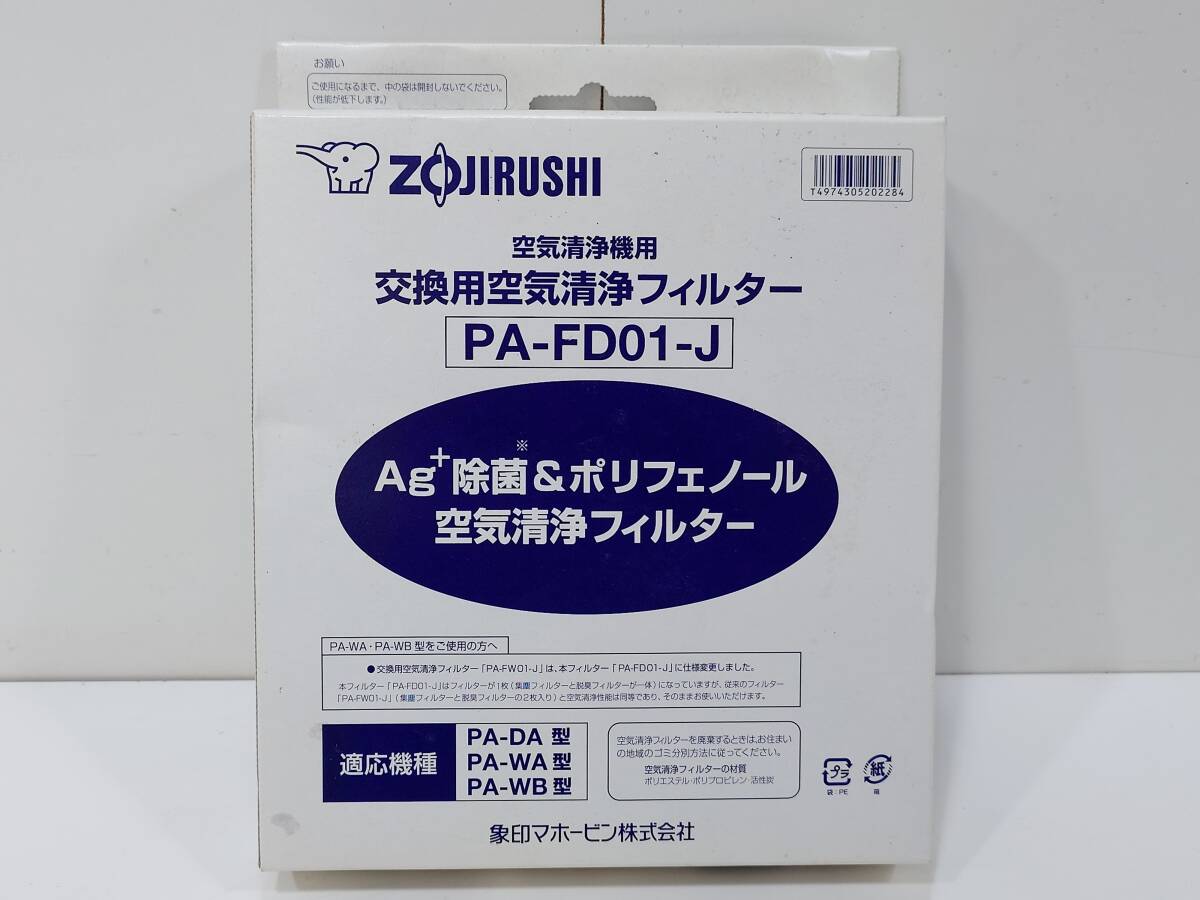 お願い
ご使用になるまで、中の袋は開封しないでください。
(性能が低下します。)
ZOJIRUSHI
T4974305202284
空気清浄機用
交換用空気清浄フィルター
PA-FD01-J
Ag⁺除菌※&ポリフェノール
空気清浄フィルター
PA-WA・PA-WB 型をご使用の方へ
●交換用空気清浄フィルター「PA-FW01-J」は、本フィルター「PA-FD01-J」に仕様変更しました。
本フィルター「PA-FD01-J」はフィルターが1枚(集塵フィルターと脱臭フィルターが一体)になっていますが、従来のフィルター
「PA-FW01-J」(集塵フィルターと脱臭フィルターの2枚入り)と空気清浄性能は同等であり、そのままお使いいただけます。
適応機種
PA-DA 型
PA-WA 型
PA-WB 型
空気清浄フィルターを廃棄するときは、お住まい
の地域のゴミ分別方法に従ってください。
空気清浄フィルターの材質
ポリエステル・ポリプロピレン・活性炭
プラ
袋:PE
紙
箱
象印マホービン株式会社